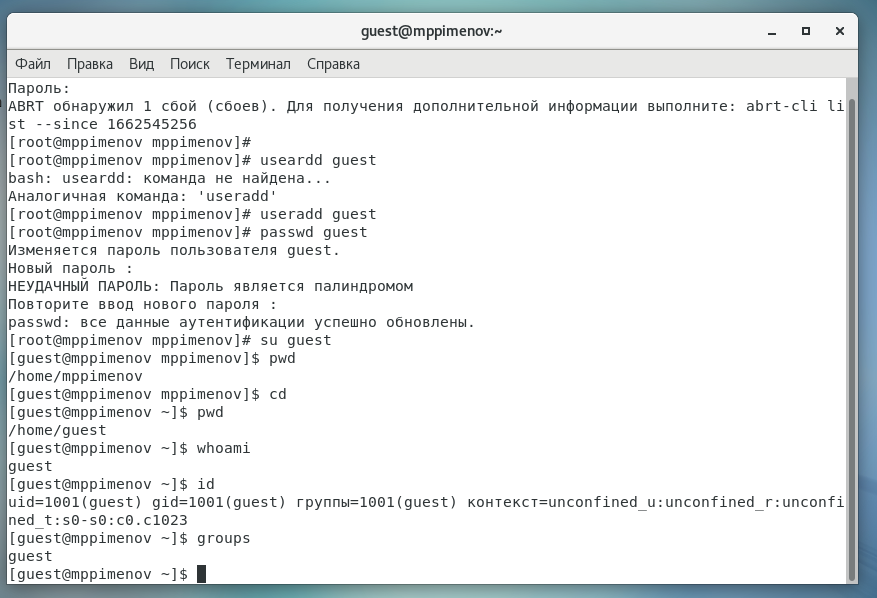 guest@mppimenov:~
Файл Правка Вид Поиск Терминал Справка
Пароль:
ABRT обнаружил 1 сбой (сбоев). Для получения дополнительной информации выполните: abrt-cli li
st --since 1662545256
[root@mppimenov mppimenov]#
[root@mppimenov mppimenov]# useardd guest
bash: useardd: команда не найдена...
Аналогичная команда: 'useradd'
[root@mppimenov mppimenov]# useradd guest
[root@mppimenov mppimenov]# passwd guest
Изменяется пароль пользователя guest.
Новый пароль :
НЕУДАЧНЫЙ ПАРОЛЬ: Пароль является палиндромом
Повторите ввод нового пароля :
passwd: все данные аутентификации успешно обновлены.
[root@mppimenov mppimenov]# su guest
[guest@mppimenov mppimenov]$ pwd
/home/mppimenov
[guest@mppimenov mppimenov]$ cd
[guest@mppimenov ~]$ pwd
/home/guest
[guest@mppimenov ~]$ whoami
guest
[guest@mppimenov ~]$ id
uid=1001(guest) gid=1001(guest) группы=1001(guest) контекст=unconfined_u:unconfined_r:unconfi
ned_t:s0-s0:c0.c1023
[guest@mppimenov ~]$ groups
guest
[guest@mppimenov ~]$